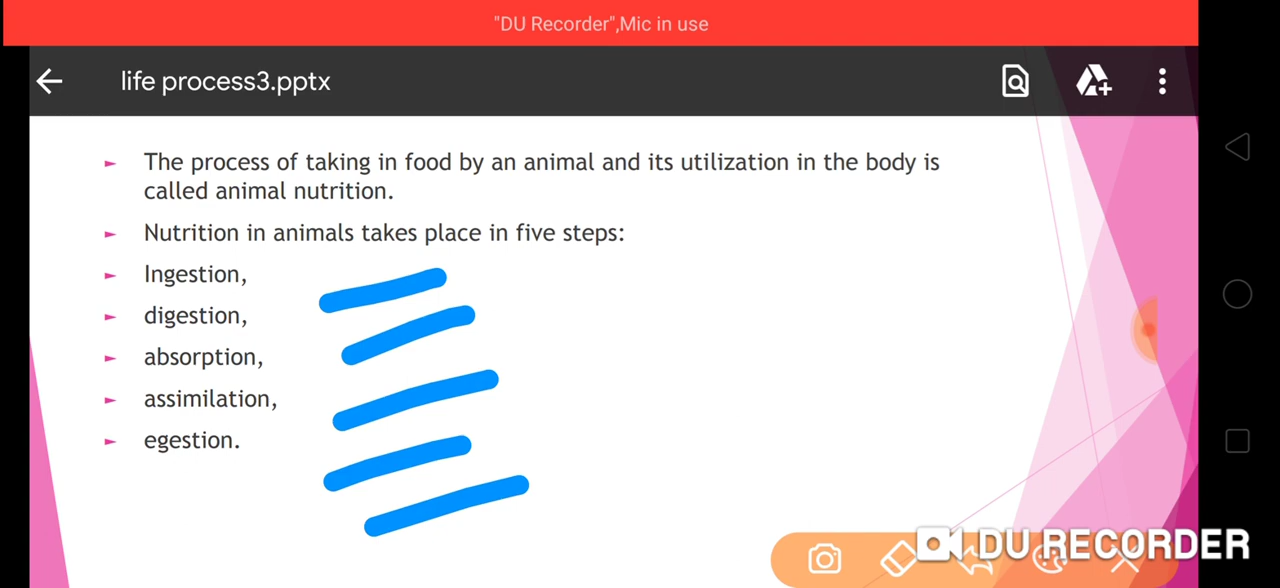 "DU Recorder",Mic in use
life process3.pptx
► The process of taking in food by an animal and its utilization in the body is
called animal nutrition.
► Nutrition in animals takes place in five steps:
► Ingestion,
► digestion,
► absorption,
► assimilation,
► egestion.
DU RECORDER